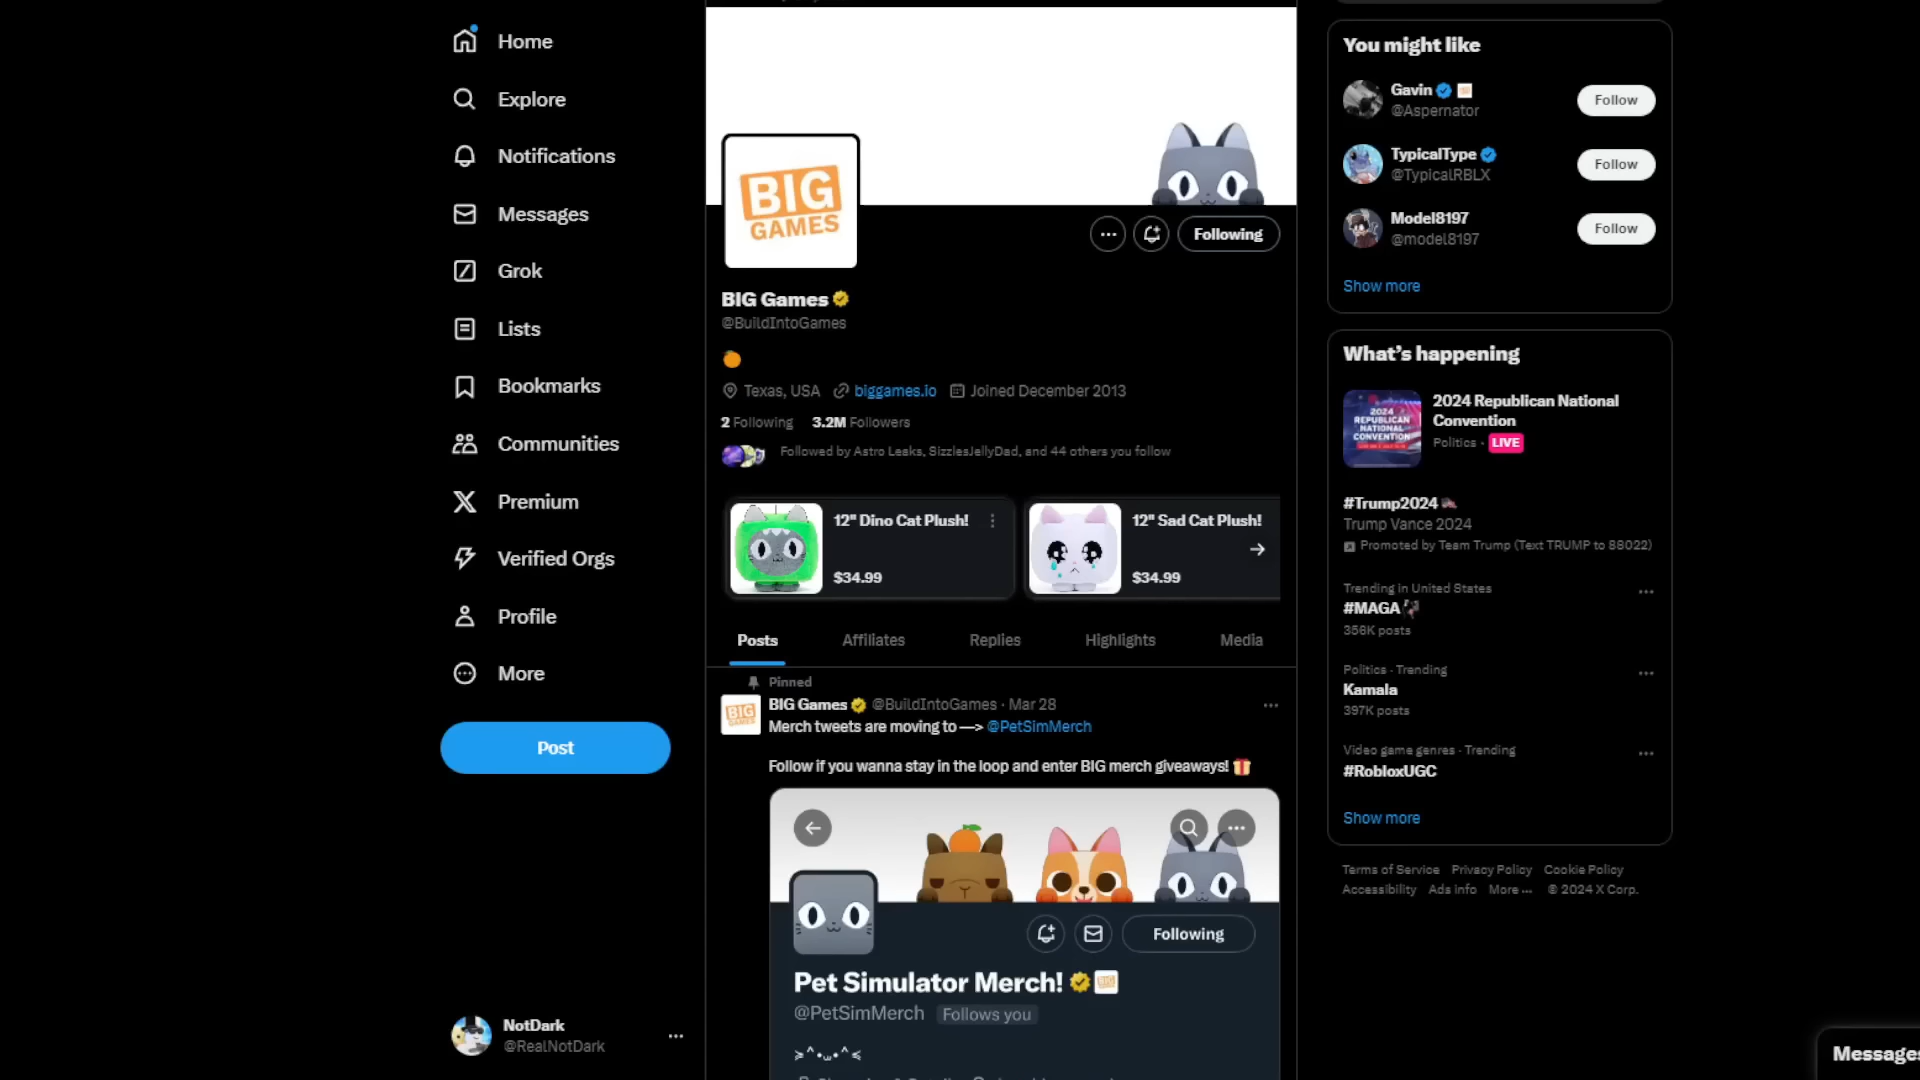 Home
Explore
Notifications
Messages
Grok
Lists
Bookmarks
Communities
Premium
Verified Orgs
Profile
More
Post
NotDark
@RealNotDark
BIG
GAMES
Following
BIG Games
@BuildIntoGames
Texas, USA biggames.io Joined December 2013
2 Following 3.2M Followers
Followed by Astro Leaks, SizzlesJellyDad, and 44 others you follow
12" Dino Cat Plush!
$34.99
12" Sad Cat Plush!
$34.99
Posts Affiliates Replies Highlights Media
Pinned
BIG Games @BuildIntoGames · Mar 28
Merch tweets are moving to —> @PetSimMerch
Follow if you wanna stay in the loop and enter BIG merch giveaways!
Following
Pet Simulator Merch!
@PetSimMerch Follows you
≽^•⩊•^≼
You might like
Gavin
@Aspernator
Follow
TypicalType
@TypicalRBLX
Follow
Model8197
@model8197
Follow
Show more
What's happening
2024
REPUBLICAN
NATIONAL
CONVENTION
2024 Republican National
Convention
Politics · LIVE
#Trump2024
Trump Vance 2024
Promoted by Team Trump (Text TRUMP to 88022)
Trending in United States
#MAGA
356K posts
Politics · Trending
Kamala
397K posts
Video game genres · Trending
#RobloxUGC
Show more
Terms of Service Privacy Policy Cookie Policy
Accessibility Ads info More ... © 2024 X Corp.
Messages